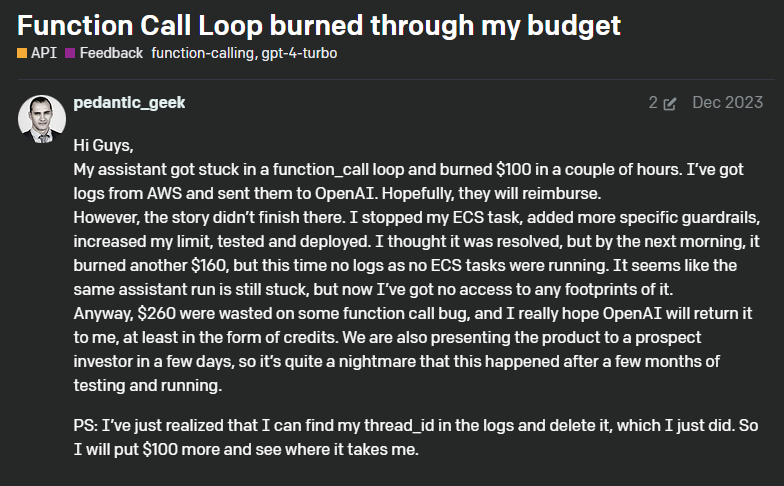 Function Call Loop burned through my budget
API Feedback function-calling, gpt-4-turbo
pedantic_geek 2 Dec 2023
Hi Guys,
My assistant got stuck in a function_call loop and burned $100 in a couple of hours. I've got
logs from AWS and sent them to OpenAI. Hopefully, they will reimburse.
However, the story didn't finish there. I stopped my ECS task, added more specific guardrails,
increased my limit, tested and deployed. I thought it was resolved, but by the next morning, it
burned another $160, but this time no logs as no ECS tasks were running. It seems like the
same assistant run is still stuck, but now I've got no access to any footprints of it.
Anyway, $260 were wasted on some function call bug, and I really hope OpenAI will return it
to me, at least in the form of credits. We are also presenting the product to a prospect
investor in a few days, so it's quite a nightmare that this happened after a few months of
testing and running.
PS: I've just realized that I can find my thread_id in the logs and delete it, which I just did. So
I will put $100 more and see where it takes me.